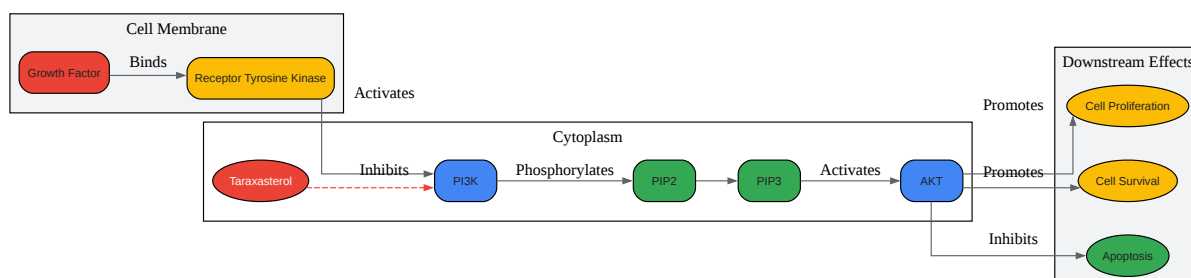 Cell Membrane
Growth Factor
Binds
Receptor Tyrosine Kinase
Activates
Cytoplasm
Taraxasterol
Inhibits
PI3K
Phosphorylates
PIP2
PIP3
Activates
AKT
Promotes
Promotes
Inhibits
Downstream Effects
Cell Proliferation
Cell Survival
Apoptosis